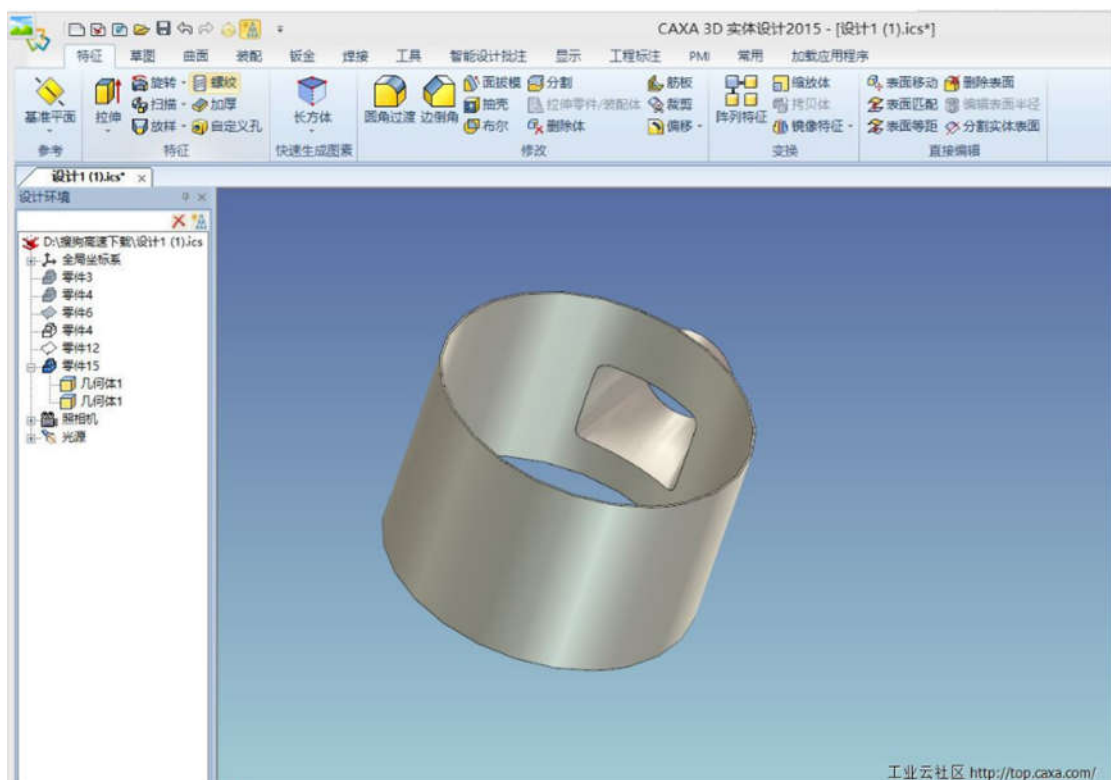 CAXA 3D 实体设计2015 - [设计1 (1).ics*]
特征 草图 曲面 装配 钣金 焊接 工具 智能设计批注 显示 工程标注 PMI 常用 加载应用程序
旋转 螺纹 面拔模 分割 筋板 缩放体 表面移动 删除表面
基准平面 拉伸 扫描 加厚 长方体 圆角过渡 边倒角 抽壳 拉伸零件/装配体 裁剪 阵列特征 拷贝体 表面匹配 编辑表面半径
放样 自定义孔 布尔 删除体 偏移 镜像特征 表面等距 分割实体表面
参考 特征 快速生成图素 修改 变换 直接编辑
设计1 (1).ics*
设计环境
D:\搜狗高速下载\设计1 (1).ics
全局坐标系
零件3
零件4
零件6
零件4
零件12
零件15
几何体1
几何体1
照相机
光源
工业云社区 http://top.caxa.com/